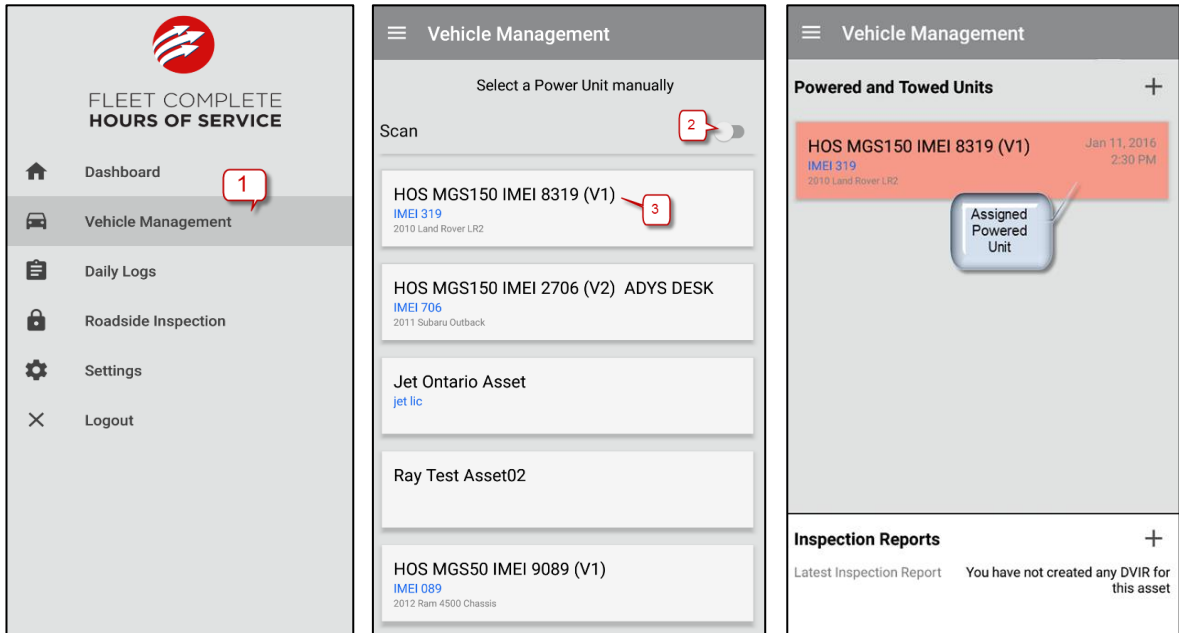 FLEET COMPLETE
HOURS OF SERVICE
Dashboard
1
Vehicle Management
Daily Logs
Roadside Inspection
Settings
Logout
Vehicle Management
Select a Power Unit manually
Scan
2
HOS MGS150 IMEI 8319 (V1)
3
IMEI 319
2010 Land Rover LR2
HOS MGS150 IMEI 2706 (V2) ADYS DESK
IMEI 706
2011 Subaru Outback
Jet Ontario Asset
jet lic
Ray Test Asset02
HOS MGS50 IMEI 9089 (V1)
IMEI 089
2012 Ram 4500 Chassis
Vehicle Management
Powered and Towed Units
HOS MGS150 IMEI 8319 (V1)
Jan 11, 2016
IMEI 319
2:30 PM
2010 Land Rover LR2
Assigned
Powered
Unit
Inspection Reports
Latest Inspection Report
You have not created any DVIR for
this asset